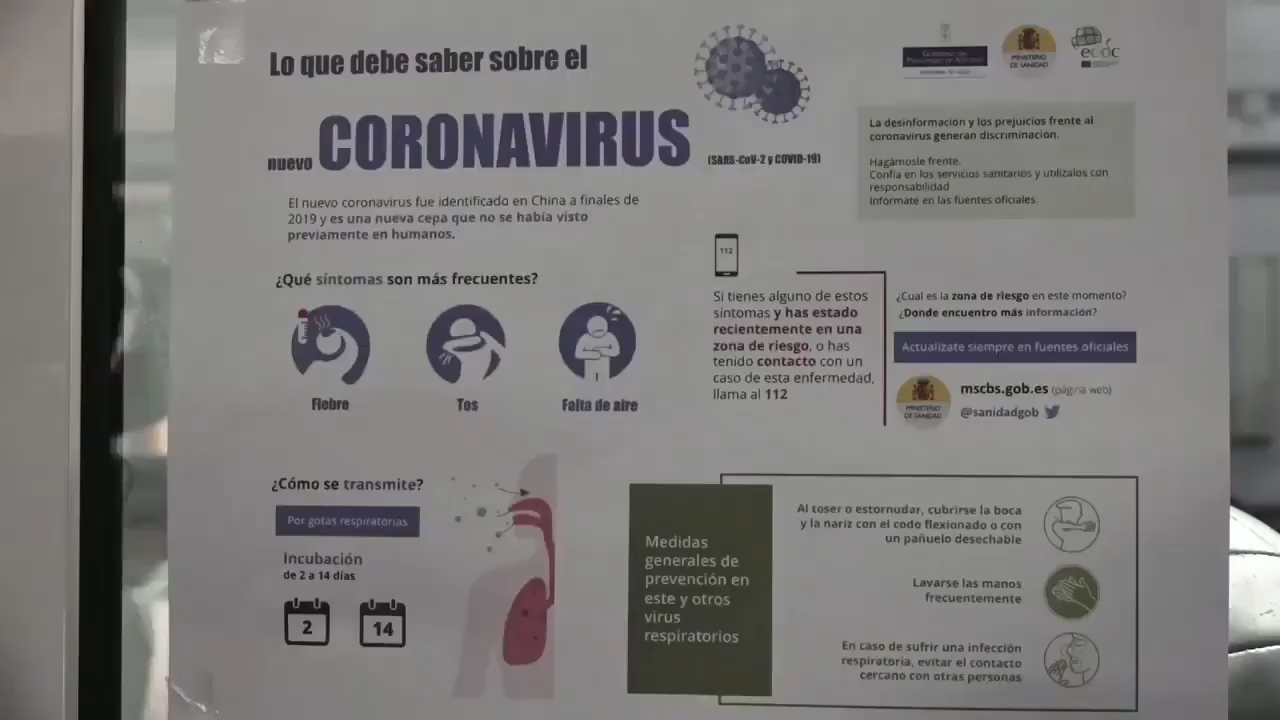 Lo que debe saber sobre el
nuevo CORONAVIRUS
(SARS-CoV-2 y COVID-19)
El nuevo coronavirus fue identificado en China a finales de
2019 y es una nueva cepa que no se había visto
previamente en humanos.
MINISTERIO
DE SANIDAD
ecdc
La desinformación y los prejuicios frente al
coronavirus generan discriminación.
Hagámosle frente.
Confía en los servicios sanitarios y utilízalos con
responsabilidad
Infórmate en las fuentes oficiales.
¿Qué síntomas son más frecuentes?
Fiebre
Tos
Falta de aire
112
Si tienes alguno de estos
síntomas y has estado
recientemente en una
zona de riesgo, o has
tenido contacto con un
caso de esta enfermedad,
llama al 112
¿Cual es la zona de riesgo en este momento?
¿Donde encuentro más información?
Actualízate siempre en fuentes oficiales
MINISTERIO
DE SANIDAD
mscbs.gob.es (página web)
@sanidadgob
¿Cómo se transmite?
Por gotas respiratorias
Incubación
de 2 a 14 días
2
14
Medidas
generales de
prevención en
este y otros
virus
respiratorios
Al toser o estornudar, cubrirse la boca
y la nariz con el codo flexionado o con
un pañuelo desechable
Lavarse las manos
frecuentemente
En caso de sufrir una infección
respiratoria, evitar el contacto
cercano con otras personas